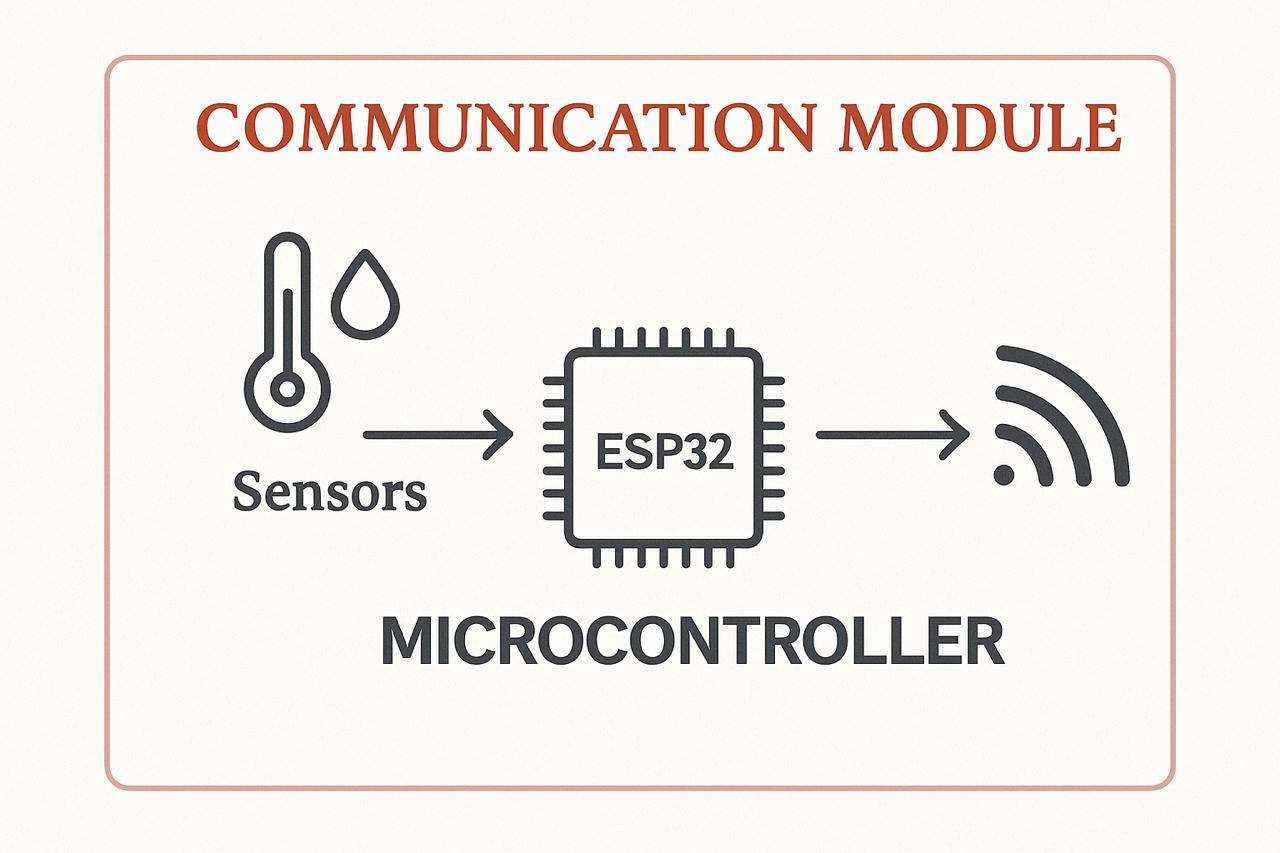 COMMUNICATION MODULE
ESP32
Sensors
MICROCONTROLLER